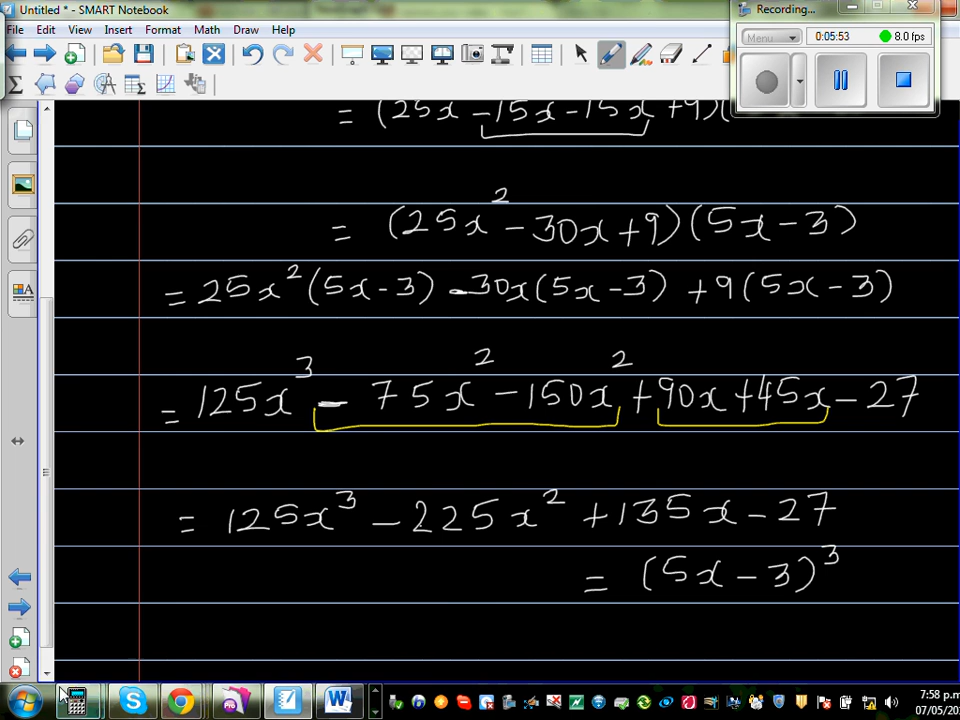 Untitled * - SMART Notebook
File Edit View Insert Format Math Draw Help
Recording...
Menu 0:05:53 8.0 fps
= (25x -15x -15x +9)(
= (25x² - 30x + 9)(5x - 3)
= 25x²(5x - 3) - 30x(5x - 3) + 9(5x - 3)
= 125x³ - 75x² - 150x² + 90x + 45x - 27
= 125x³ - 225x² + 135x - 27
= (5x - 3)³
7:58 p.m
07/05/20